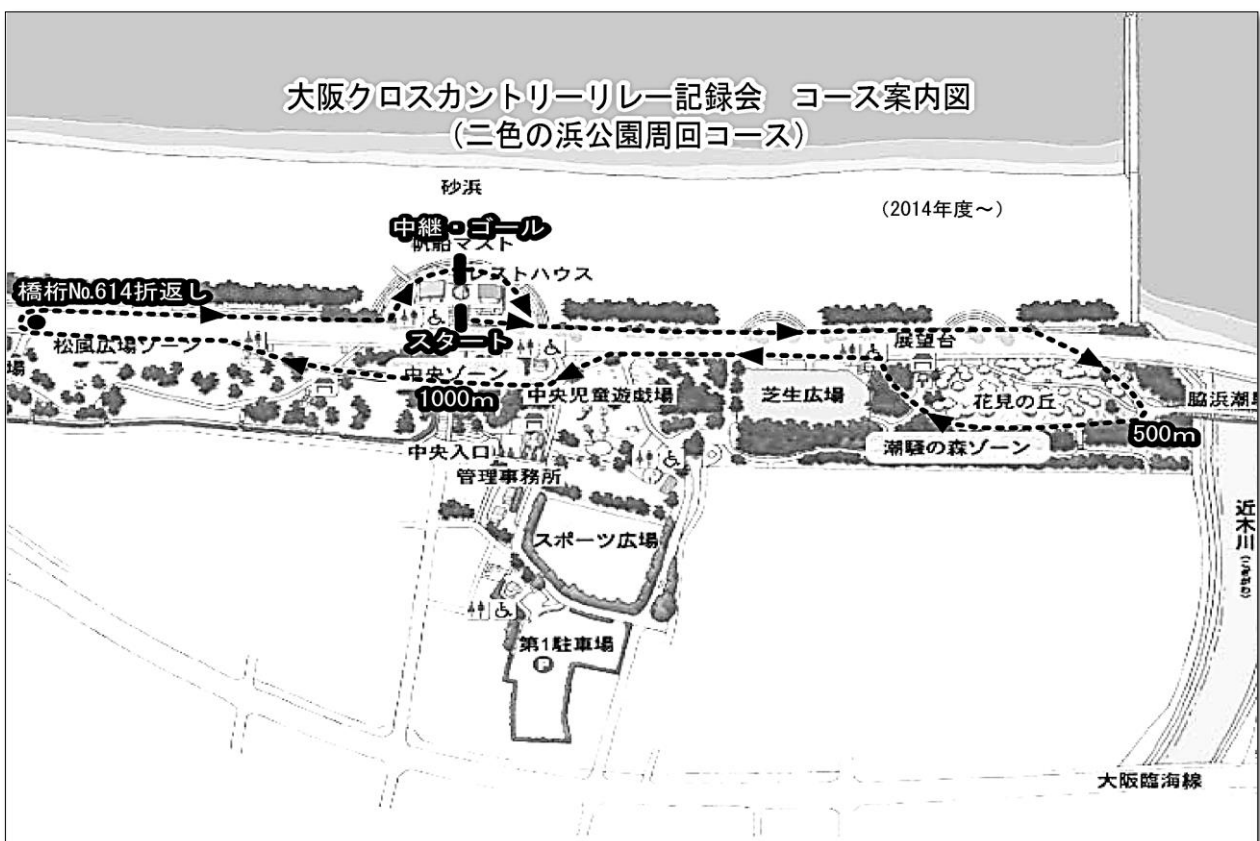 大阪クロスカントリーリレー記録会　コース案内図
(二色の浜公園周回コース)
砂浜
(2014年度～)
中継・ゴール
帆船マスト
レストハウス
橋桁No.614折返し
スタート
松風広場ゾーン
展望台
場
中央ゾーン
1000m
中央児童遊戯場
芝生広場
花見の丘
脇浜潮
500m
潮騒の森ゾーン
中央入口
管理事務所
スポーツ広場
近木川
(こぎがわ)
第1駐車場
P
大阪臨海線